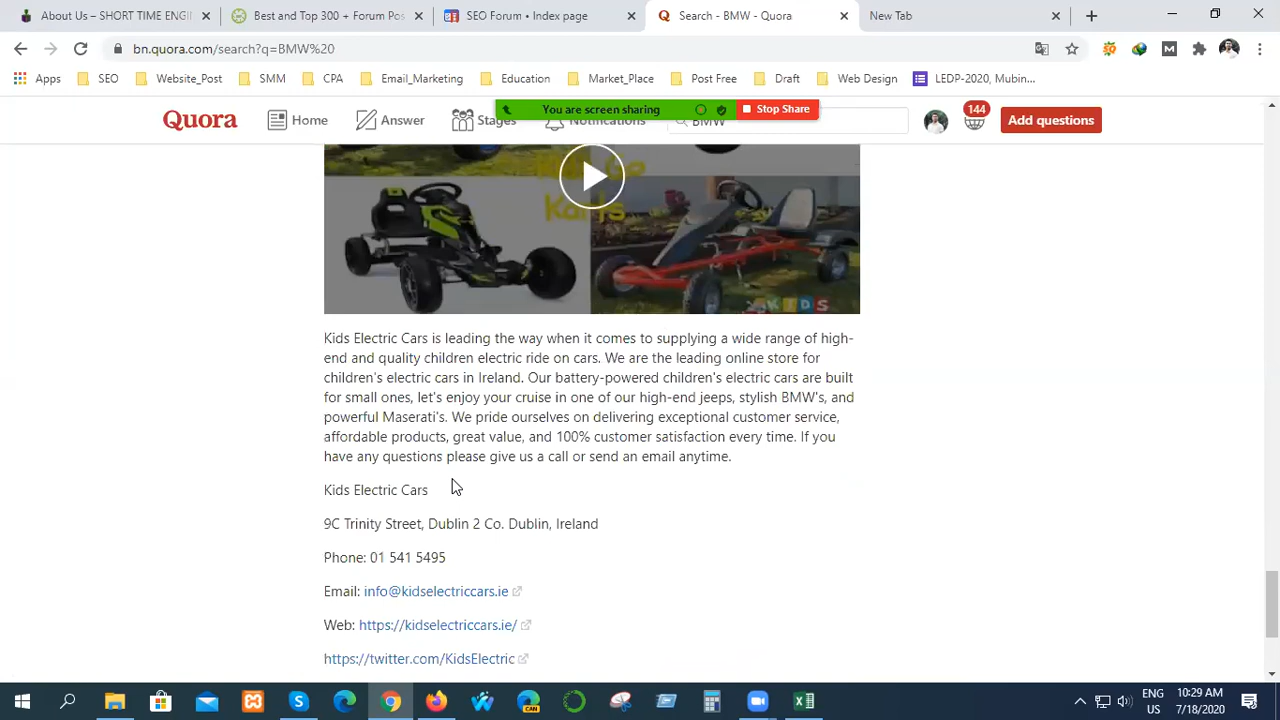 About Us – SHORT TIME ENG
Best and Top 300 + Forum Pos
SEO Forum • Index page
Search - BMW - Quora
New Tab
bn.quora.com/search?q=BMW%20
Apps
SEO
Website_Post
SMM
CPA
Email_Marketing
Education
Market_Place
Post Free
Draft
Web Design
LEDP-2020, Mubin...
You are screen sharing
Stop Share
Quora
Home
Answer
Stages
Notifications
BMW
144
Add questions
Go
Karts
KIDS
Kids Electric Cars is leading the way when it comes to supplying a wide range of high-
end and quality children electric ride on cars. We are the leading online store for
children's electric cars in Ireland. Our battery-powered children's electric cars are built
for small ones, let's enjoy your cruise in one of our high-end jeeps, stylish BMW's, and
powerful Maserati's. We pride ourselves on delivering exceptional customer service,
affordable products, great value, and 100% customer satisfaction every time. If you
have any questions please give us a call or send an email anytime.
Kids Electric Cars
9C Trinity Street, Dublin 2 Co. Dublin, Ireland
Phone: 01 541 5495
Email: info@kidselectriccars.ie
Web: https://kidselectriccars.ie/
https://twitter.com/KidsElectric
CAN
ENG
US
10:29 AM
7/18/2020